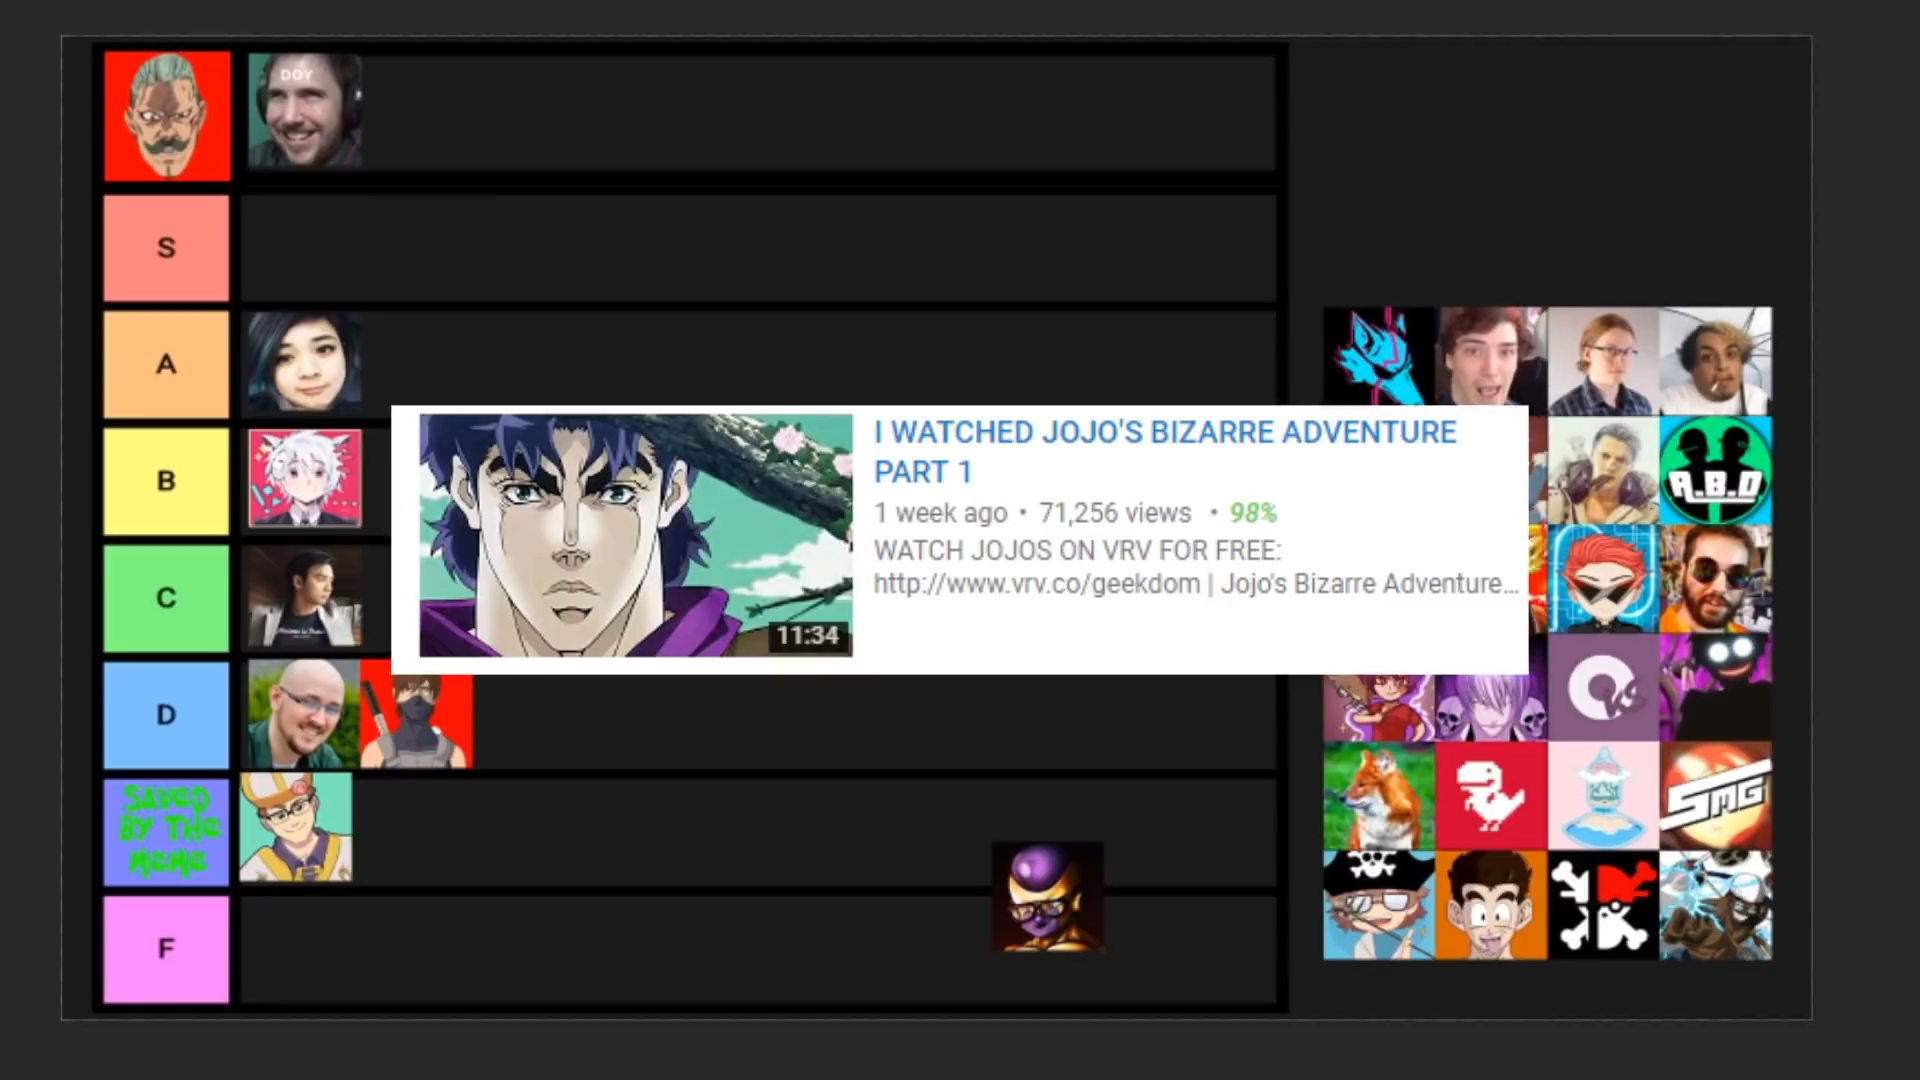 DOY
S
A
B
C
D
SAVED
BY THE
MEME
F
I WATCHED JOJO'S BIZARRE ADVENTURE
PART 1
1 week ago • 71,256 views • 98%
WATCH JOJOS ON VRV FOR FREE:
http://www.vrv.co/geekdom | Jojo's Bizarre Adventure...
11:34
A.B.D
SMG